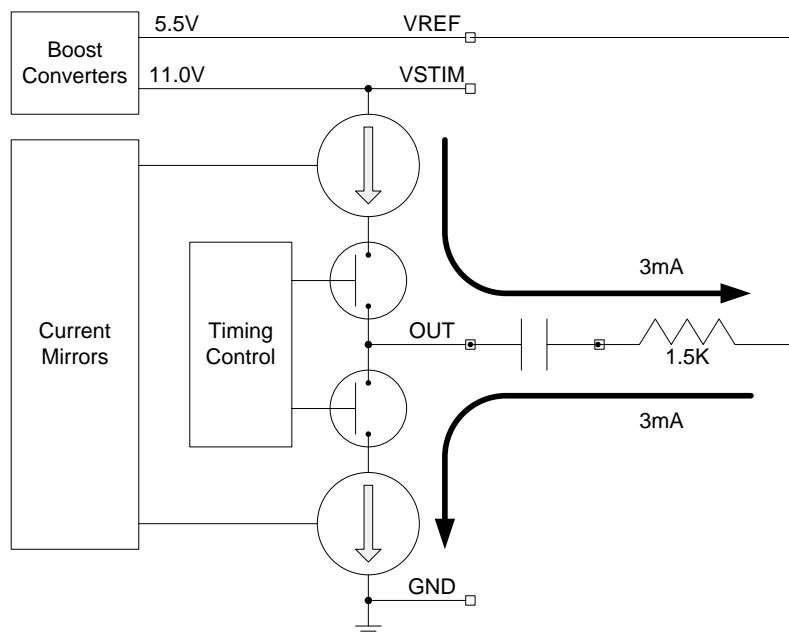 Boost
Converters
5.5V
VREF
11.0V
VSTIM
Current
Mirrors
Timing
Control
3mA
OUT
1.5K
3mA
GND